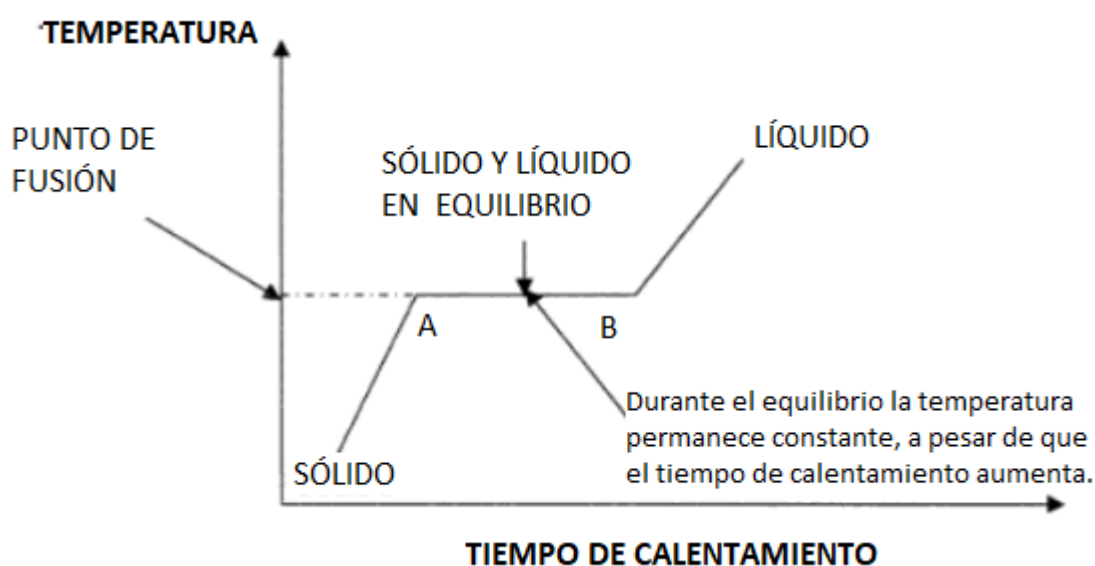 TEMPERATURA
PUNTO DE
FUSIÓN
SÓLIDO Y LÍQUIDO
EN EQUILIBRIO
LÍQUIDO
A
B
Durante el equilibrio la temperatura
permanece constante, a pesar de que
el tiempo de calentamiento aumenta.
SÓLIDO
TIEMPO DE CALENTAMIENTO